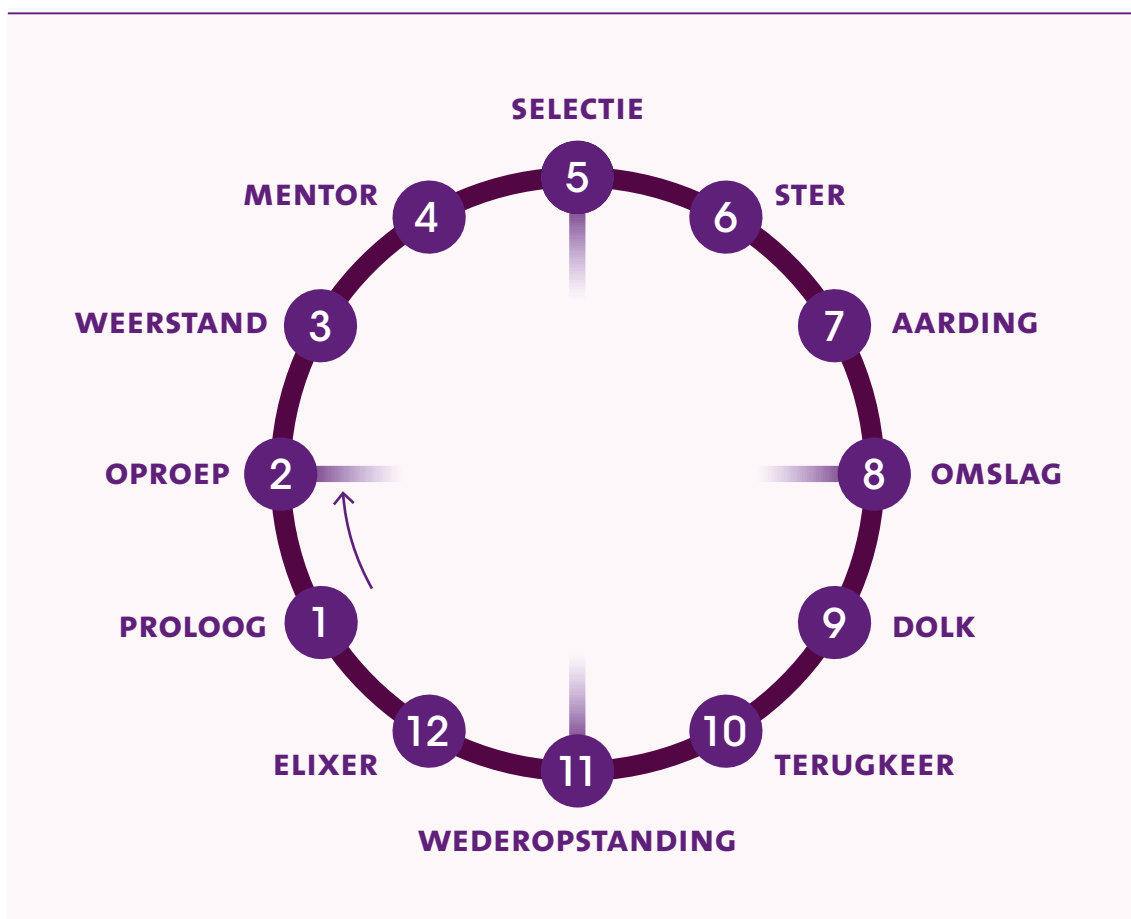 SELECTIE
5
MENTOR
4
6
STER
WEERSTAND
3
7
AARDING
OPROEP
2
8
OMSLAG
PROLOOG
1
9
DOLK
ELIXER
12
10
TERUGKEER
11
WEDEROPSTANDING